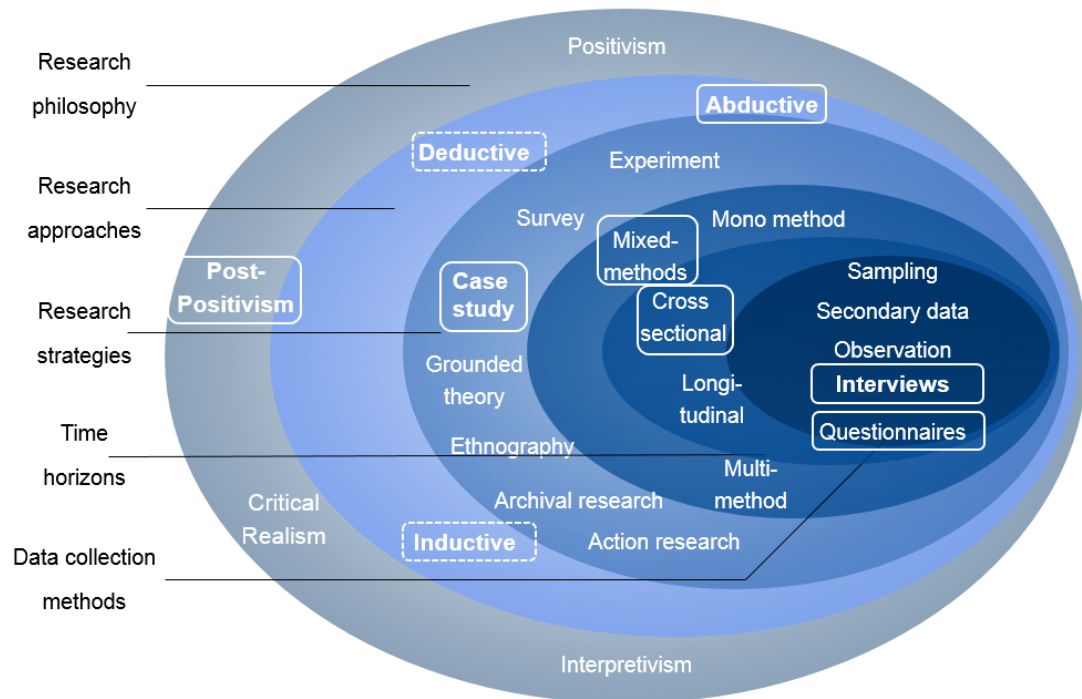 Research
philosophy
Research
approaches
Research
strategies
Time
horizons
Data collection
methods
Positivism
Abductive
Deductive
Experiment
Survey
Mono method
Mixed-
methods
Post-
Positivism
Case
study
Cross
sectional
Sampling
Secondary data
Observation
Interviews
Questionnaires
Grounded
theory
Longi-
tudinal
Ethnography
Multi-
method
Archival research
Critical
Realism
Inductive
Action research
Interpretivism